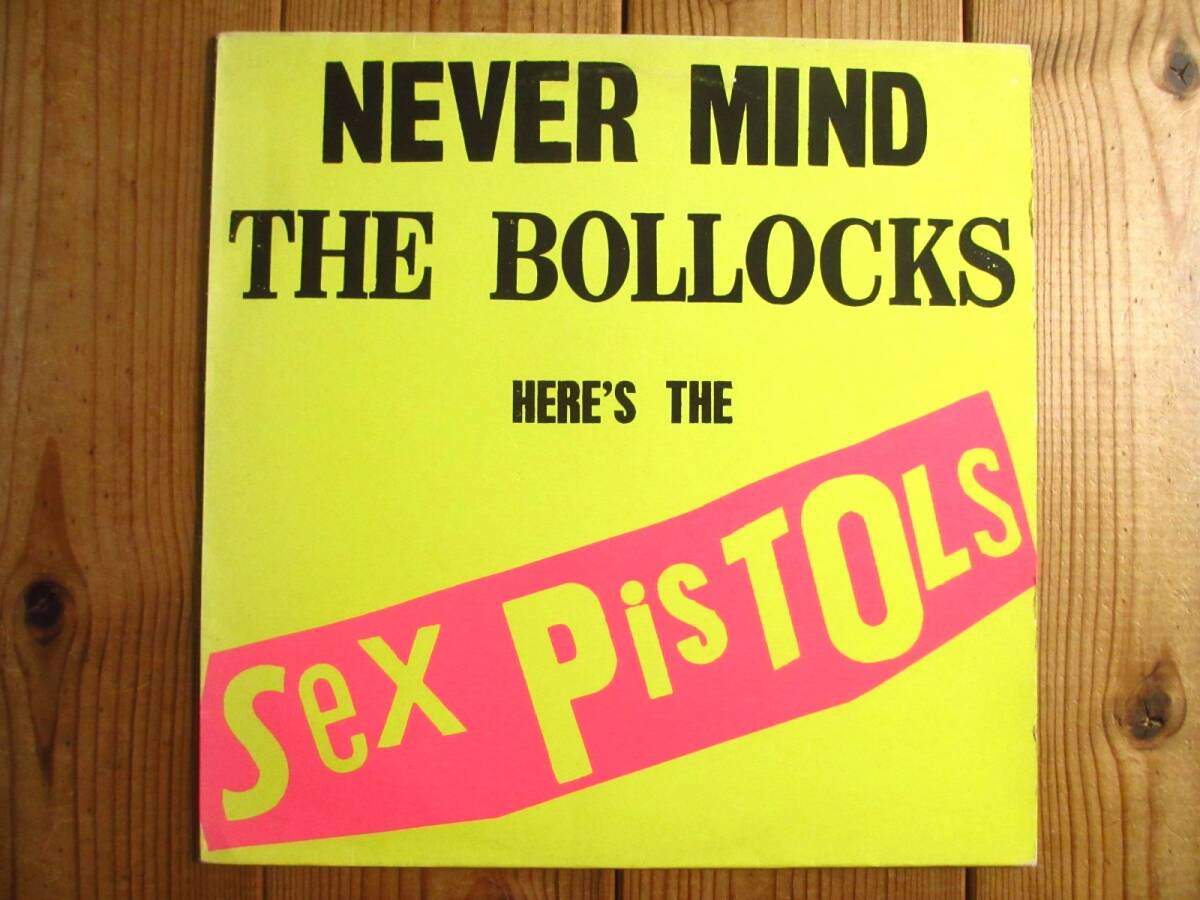 NEVER MIND
THE BOLLOCKS
HERE'S THE
Sex PisTOLS